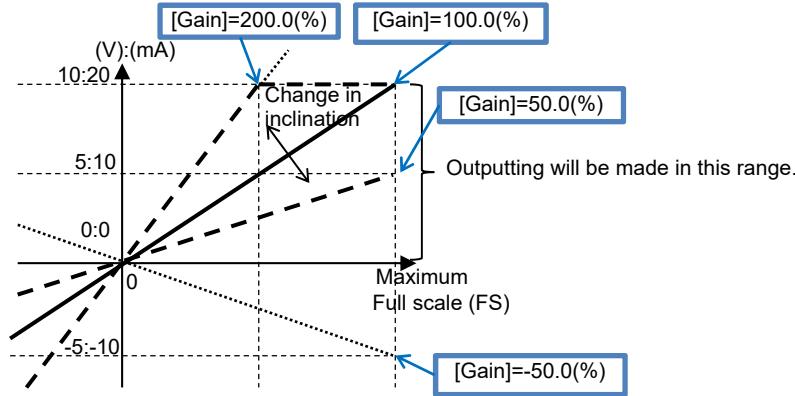 [Gain]=200.0(%)
[Gain]=100.0(%)
(V):(mA)
10:20
Change in
inclination
[Gain]=50.0(%)
5:10
Outputting will be made in this range.
0:0
0
Maximum
Full scale (FS)
-5:-10
[Gain]=-50.0(%)